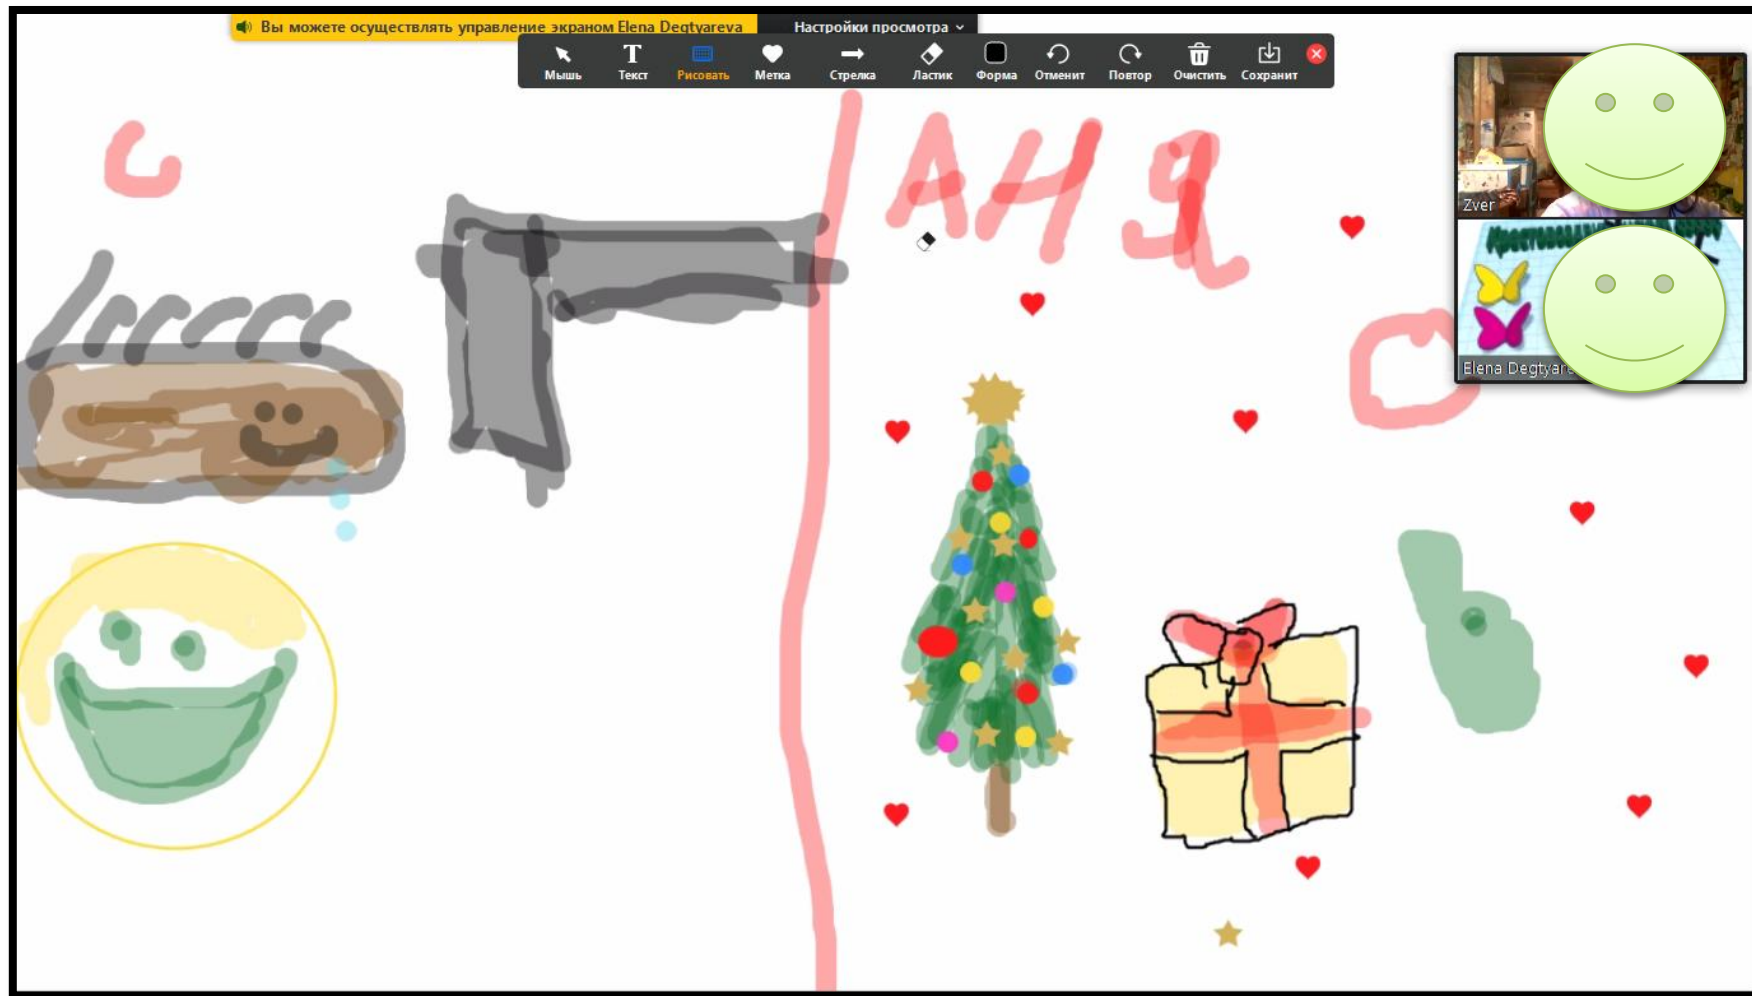 Вы можете осуществлять управление экраном Elena Degtyareva
Настройки просмотра
Мышь Текст Рисовать Метка Стрелка Ластик Форма Отменит Повтор Очистить Сохранит
с
АНЯ
Zver
Elena Degtyare